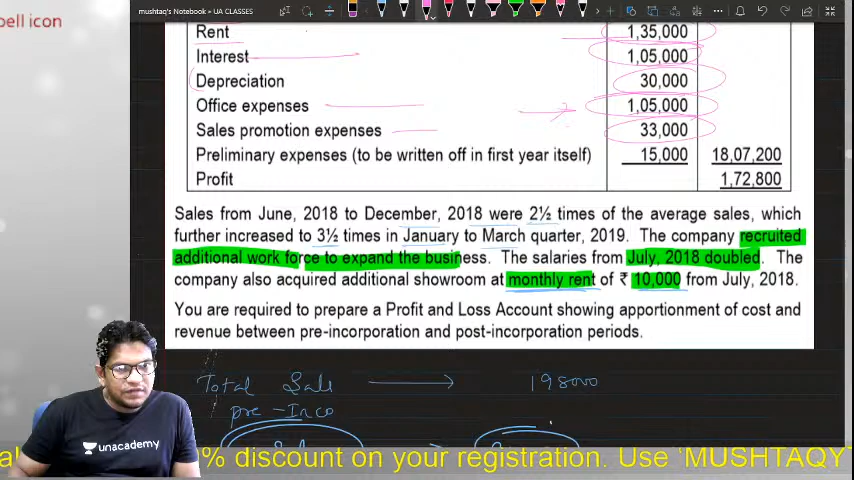 bell icon
mushtaq's Notebook » UA CLASSES
Rent 1,35,000
Interest 1,05,000
Depreciation 30,000
Office expenses 1,05,000
Sales promotion expenses 33,000
Preliminary expenses (to be written off in first year itself) 15,000 18,07,200
Profit 1,72,800
Sales from June, 2018 to December, 2018 were 2½ times of the average sales, which
further increased to 3½ times in January to March quarter, 2019. The company recruited
additional work force to expand the business. The salaries from July, 2018 doubled. The
company also acquired additional showroom at monthly rent of ₹ 10,000 from July, 2018.
You are required to prepare a Profit and Loss Account showing apportionment of cost and
revenue between pre-incorporation and post-incorporation periods.
Total Sale 198000
pre - Inco
unacademy
% discount on your registration. Use 'MUSHTAQY